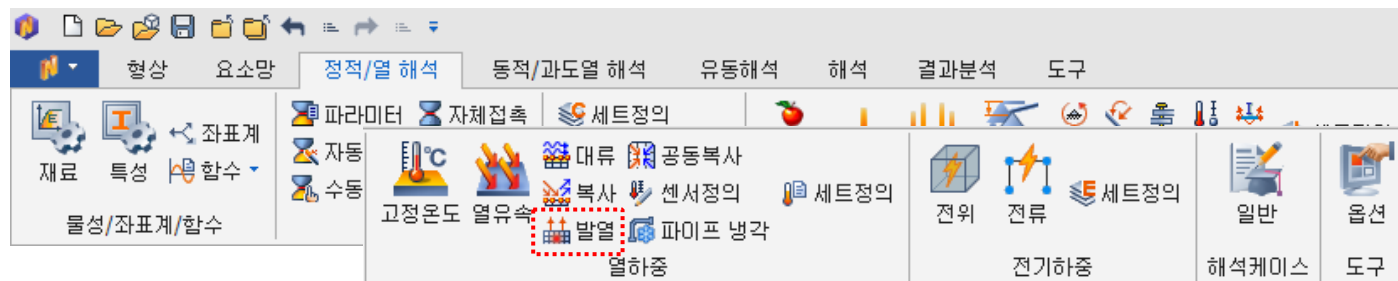 형상 요소망 정적/열 해석 동적/과도열 해석 유동해석 해석 결과분석 도구
파라미터 자체접촉 세트정의
좌표계
재료 특성 함수
자동
수동
물성/좌표계/함수
고정온도 열유속
대류 공동복사
복사 센서정의 세트정의
발열 파이프 냉각
열하중
전위 전류 세트정의
전기하중
일반
해석케이스
옵션
도구